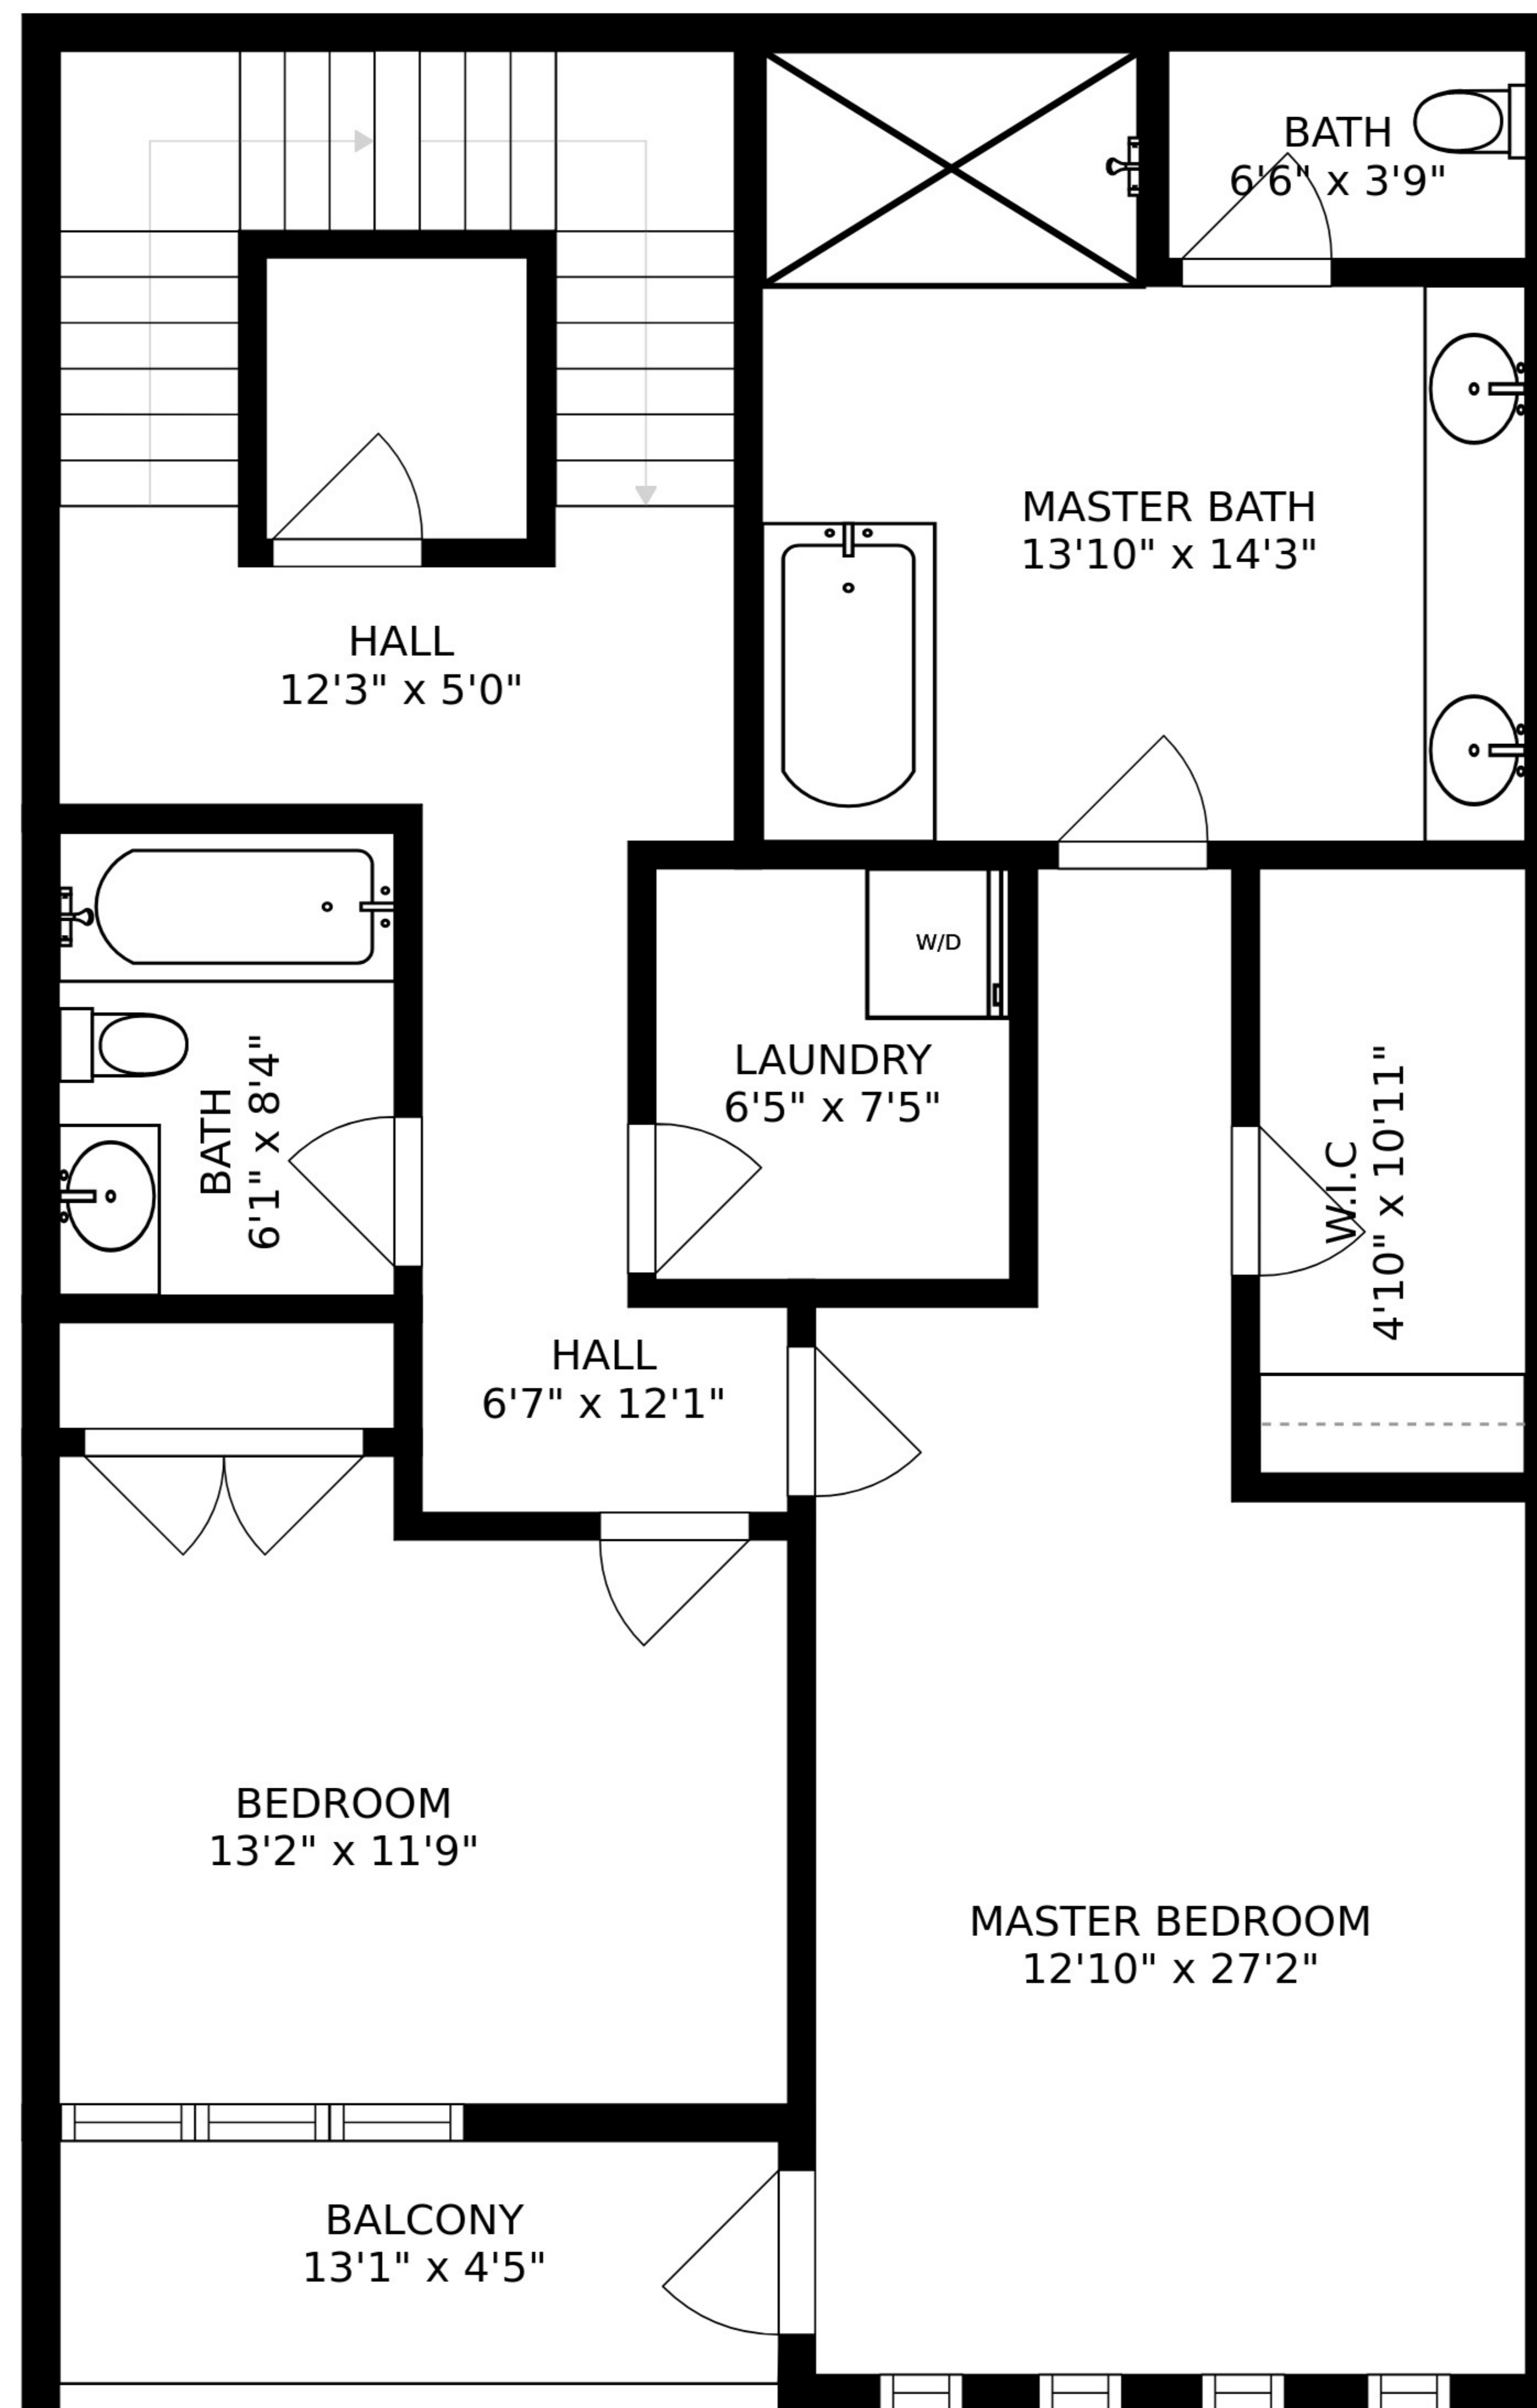 BATH
6'6" x 3'9"
MASTER BATH
13'10" x 14'3"
HALL
12'3" x 5'0"
W/D
LAUNDRY
6'5" x 7'5"
BATH
6'1" x 8'4"
W.I.C
4'10" x 10'11"
HALL
6'7" x 12'1"
BEDROOM
13'2" x 11'9"
MASTER BEDROOM
12'10" x 27'2"
BALCONY
13'1" x 4'5"